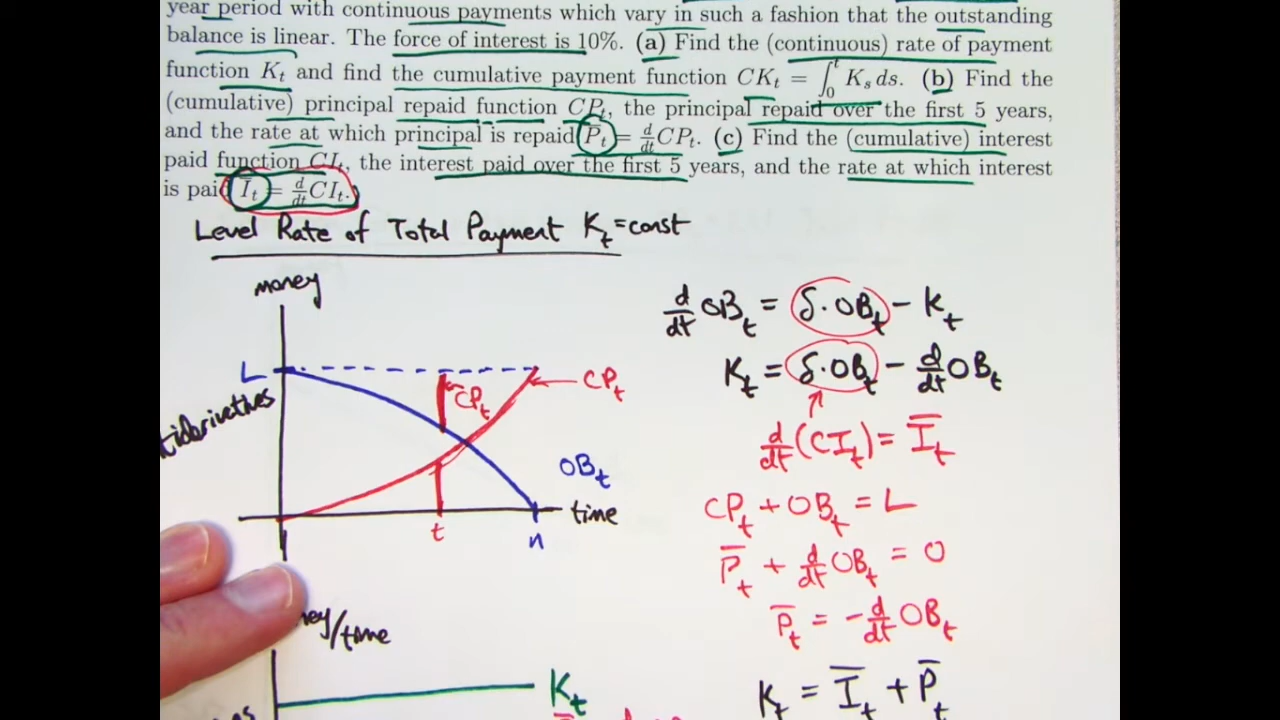 year period with continuous payments which vary in such a fashion that the outstanding
balance is linear. The force of interest is 10%. (a) Find the (continuous) rate of payment
function K_t and find the cumulative payment function CK_t = ∫_0^t K_s ds. (b) Find the
(cumulative) principal repaid function CP_t, the principal repaid over the first 5 years,
and the rate at which principal is repaid P̅_t = d/dt CP_t. (c) Find the (cumulative) interest
paid function CI_t, the interest paid over the first 5 years, and the rate at which interest
is paid I̅_t = d/dt CI_t.
Level Rate of Total Payment K_t = const
money
L
tiderivatives
CP_t
CP_t
OB_t
time
t
n
d/dt OB_t = δ·OB_t − K_t
K_t = δ·OB_t − d/dt OB_t
d/dt (CI_t) = I̅_t
CP_t + OB_t = L
P̅_t + d/dt OB_t = 0
P̅_t = −d/dt OB_t
K_t = I̅_t + P̅_t
ney/time
K_t